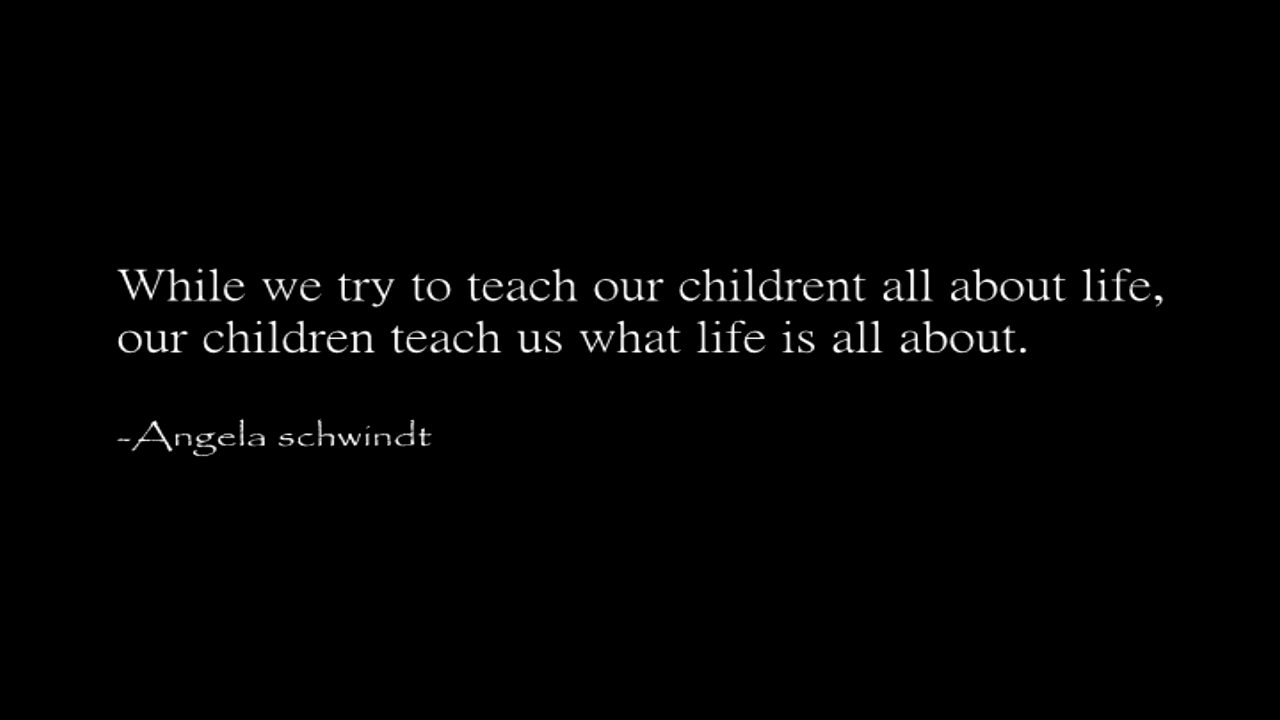 While we try to teach our childrent all about life,
our children teach us what life is all about.
-Angela schwindt